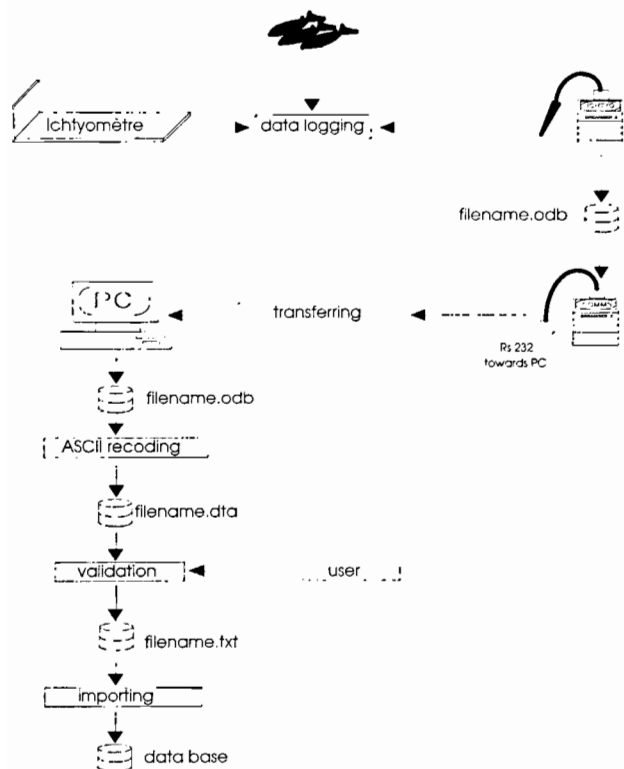 Ichtyomètre
data logging
filename.odb
PC
COMMS
transferring
Rs 232
towards PC
filename.odb
ASCII recoding
filename.dta
validation
user
filename.txt
importing
data base